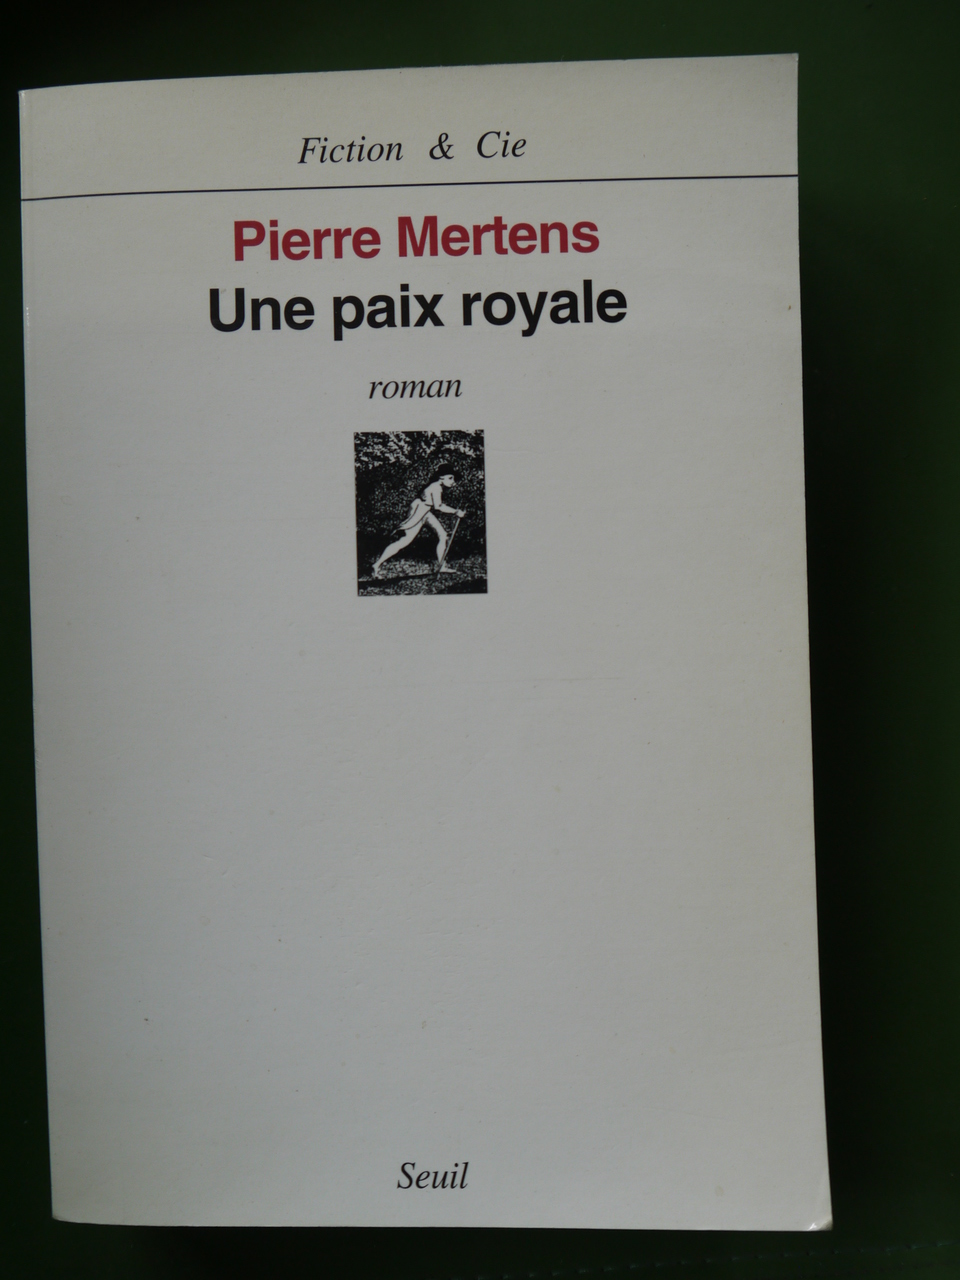 Fiction & Cie
Pierre Mertens
Une paix royale
roman
Seuil